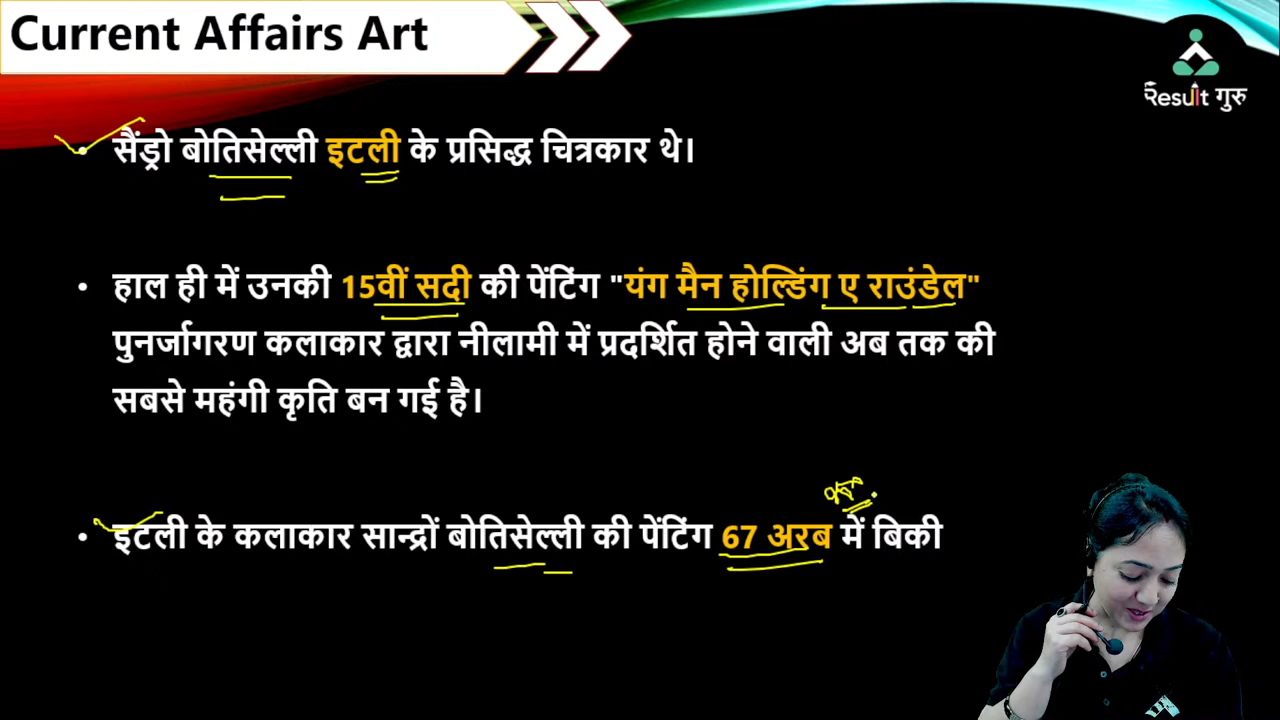 Current Affairs Art
Result गुरु
• सैंड्रो बोतिसेल्ली इटली के प्रसिद्ध चित्रकार थे।
• हाल ही में उनकी 15वीं सदी की पेंटिंग "यंग मैन होल्डिंग ए राउंडेल"
पुनर्जागरण कलाकार द्वारा नीलामी में प्रदर्शित होने वाली अब तक की
सबसे महंगी कृति बन गई है।
• इटली के कलाकार सान्द्रों बोतिसेल्ली की पेंटिंग 67 अरब में बिकी